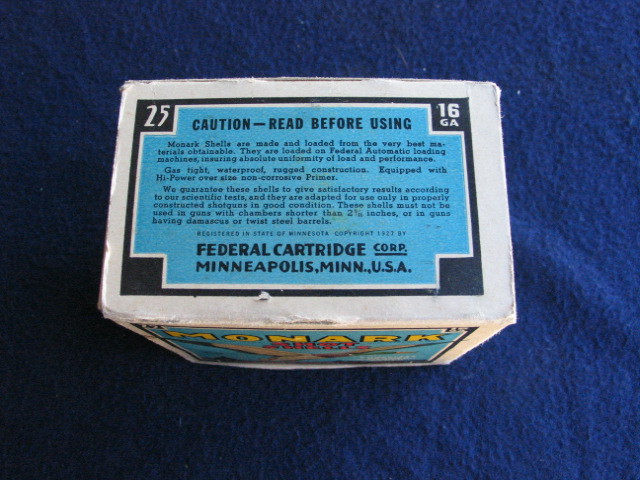 25
16
GA
CAUTION—READ BEFORE USING
Monark Shells are made and loaded from the very best ma-
terials obtainable. They are loaded on Federal Automatic loading
machines, insuring absolute uniformity of load and performance.
Gas tight, waterproof, rugged construction. Equipped with
Hi-Power over size non-corrosive Primer.
We guarantee these shells to give satisfactory results according
to our scientific tests, and they are adapted for use only in properly
constructed shotguns in good condition. These shells must not be
used in guns with chambers shorter than inches, or in guns
having damascus or twist steel barrels.
REGISTERED IN STATE OF MINNESOTA COPYRIGHT BY
FEDERAL CARTRIDGE CORP.
MINNEAPOLIS, MINN., U.S.A.
MONARK